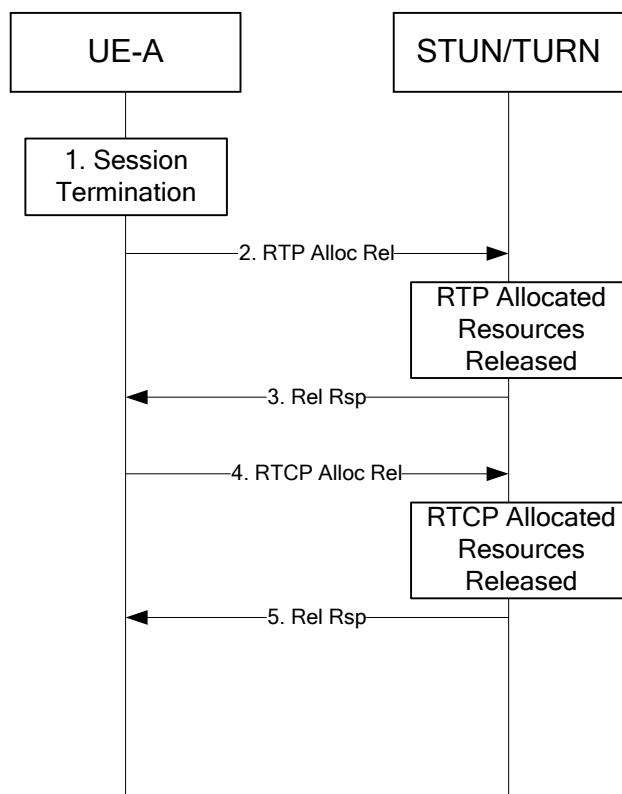 UE-A
STUN/TURN
1. Session
Termination
2. RTP Alloc Rel
RTP Allocated
Resources
Released
3. Rel Rsp
4. RTCP Alloc Rel
RTCP Allocated
Resources
Released
5. Rel Rsp